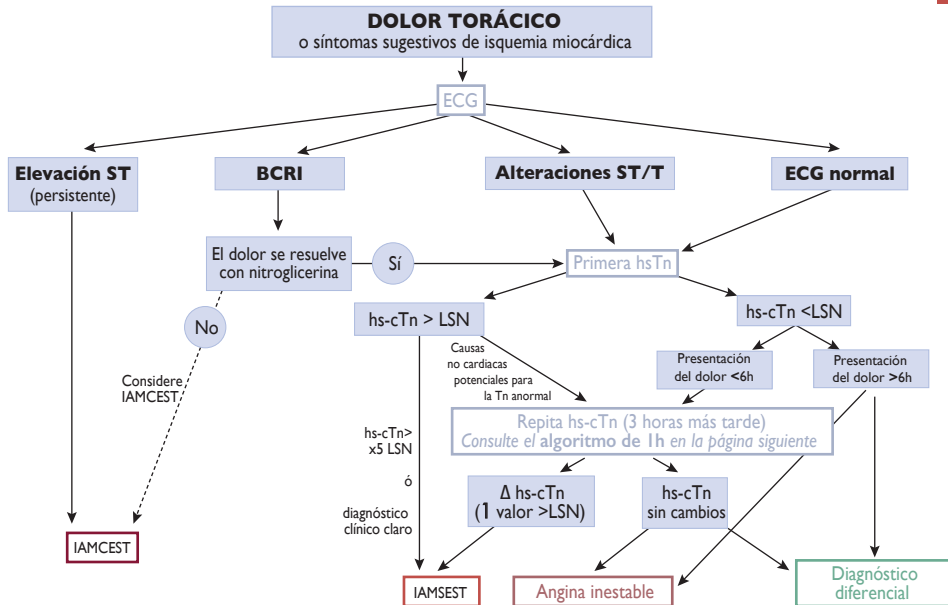 DOLOR TORÁCICO
o síntomas sugestivos de isquemia miocárdica
ECG
Elevación ST
(persistente)
BCRI
Alteraciones ST/T
ECG normal
El dolor se resuelve
con nitroglicerina
Sí
Primera hsTn
No
hs-cTn > LSN
hs-cTn <LSN
Considere
IAMCEST
Causas
no cardiacas
potenciales para
la Tn anormal
Presentación
del dolor <6h
Presentación
del dolor >6h
hs-cTn>
x5 LSN
ó
diagnóstico
clínico claro
Repita hs-cTn (3 horas más tarde)
Consulte el algoritmo de 1h en la página siguiente
Δ hs-cTn
(1 valor >LSN)
hs-cTn
sin cambios
IAMCEST
IAMSEST
Angina inestable
Diagnóstico
diferencial